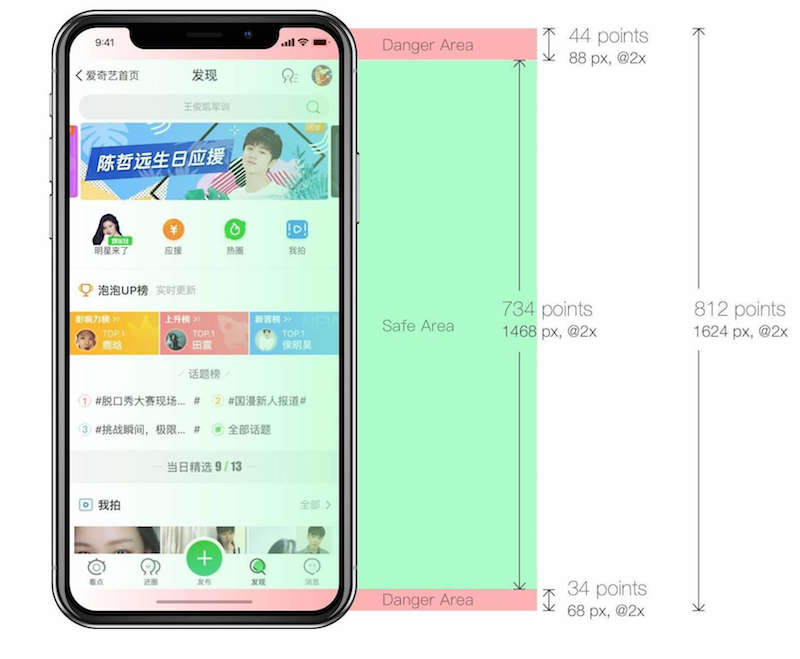 9:41
Danger Area
44 points
88 px, @2x
爱奇艺首页
发现
王俊凯军训
陈哲远生日应援
明星来了
应援
热圈
我拍
泡泡UP榜 实时更新
影响力榜
TOP.1
鹿晗
上升榜
TOP.1
田震
新晋榜
TOP.1
侯明昊
话题榜
1 #脱口秀大赛现场... #
2 #国漫新人报道#
3 #挑战瞬间，极限... #
全部话题
当日精选 9 / 13
我拍
全部
看点
进圈
发布
发现
消息
Safe Area
734 points
1468 px, @2x
812 points
1624 px, @2x
Danger Area
34 points
68 px, @2x